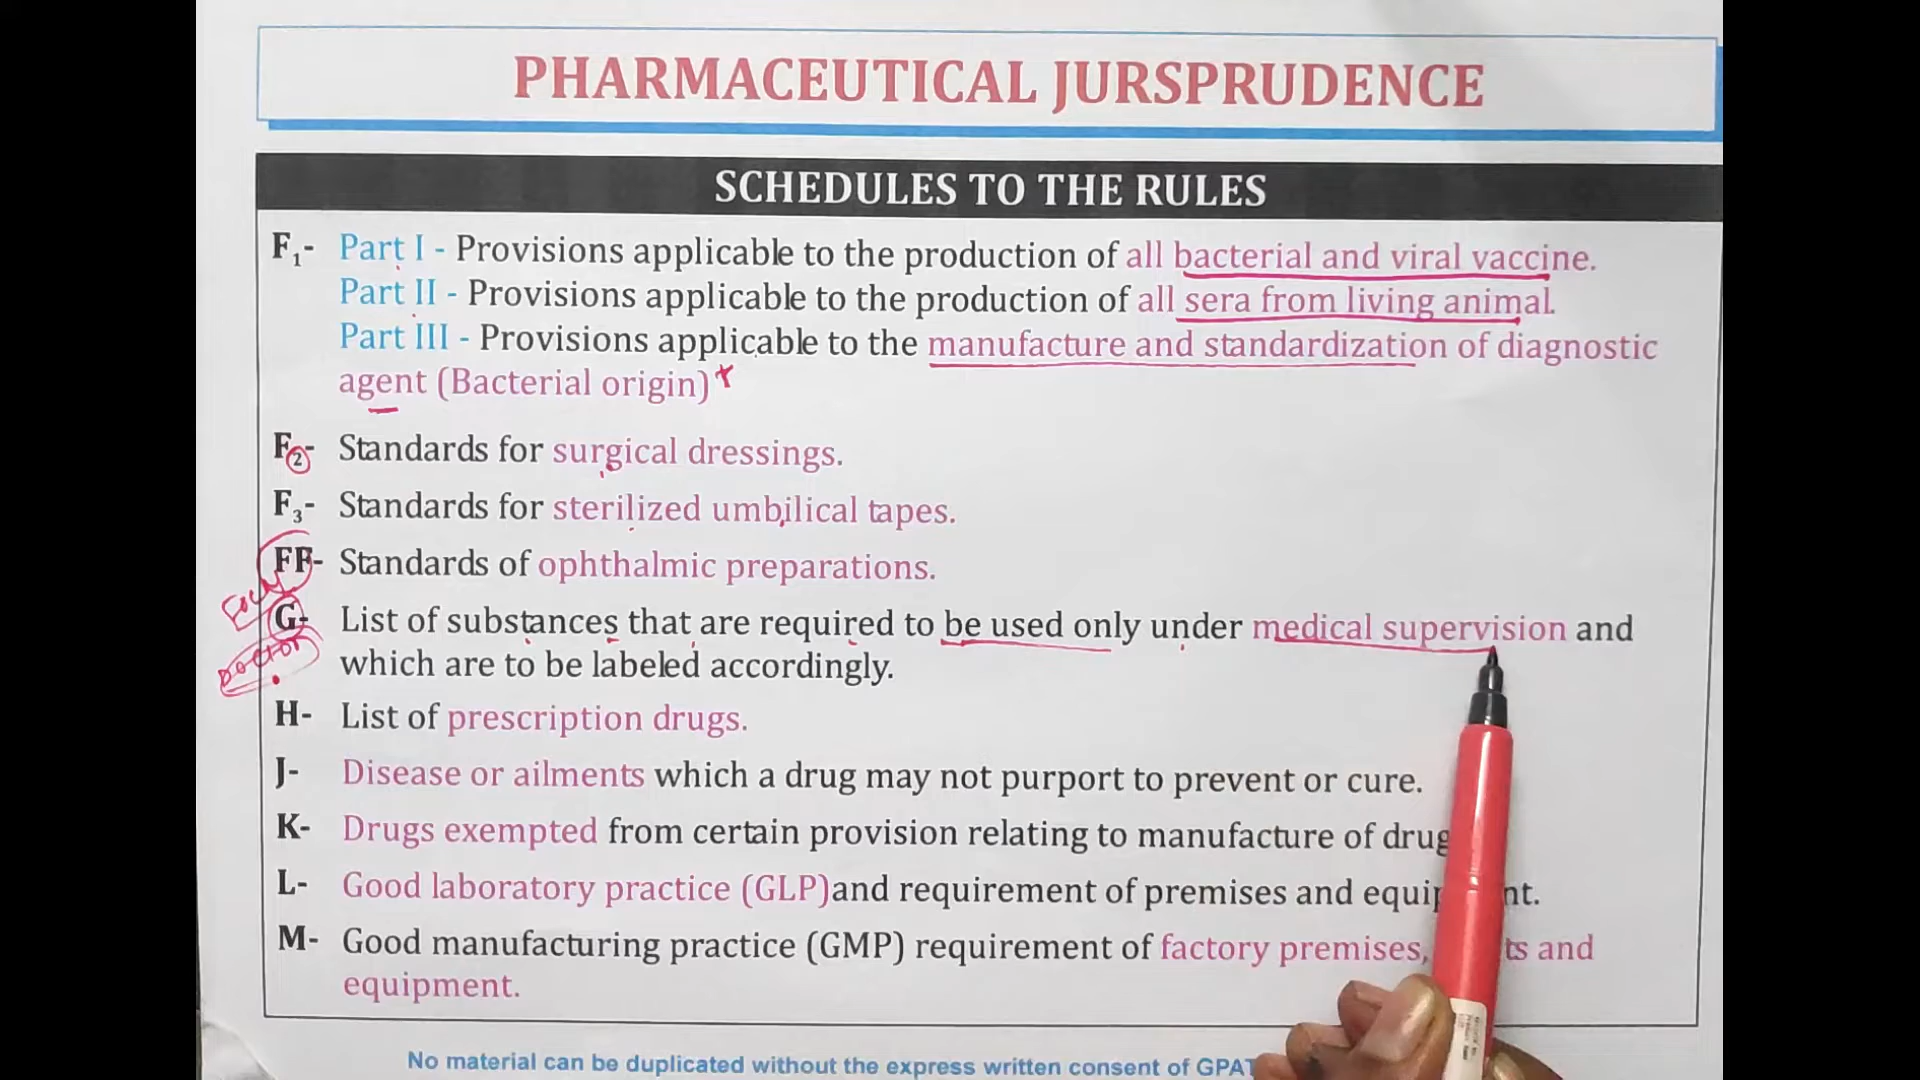 PHARMACEUTICAL JURSPRUDENCE
SCHEDULES TO THE RULES
F1- Part I - Provisions applicable to the production of all bacterial and viral vaccine.
Part II - Provisions applicable to the production of all sera from living animal.
Part III - Provisions applicable to the manufacture and standardization of diagnostic
agent (Bacterial origin)
F2- Standards for surgical dressings.
F3- Standards for sterilized umbilical tapes.
FF- Standards of ophthalmic preparations.
G- List of substances that are required to be used only under medical supervision and
Doctor
which are to be labeled accordingly.
H- List of prescription drugs.
J- Disease or ailments which a drug may not purport to prevent or cure.
K- Drugs exempted from certain provision relating to manufacture of drug
L- Good laboratory practice (GLP)and requirement of premises and
M- Good manufacturing practice (GMP) requirement of factory premises, and
equipment.
No material can be duplicated without the express written consent of GPAT